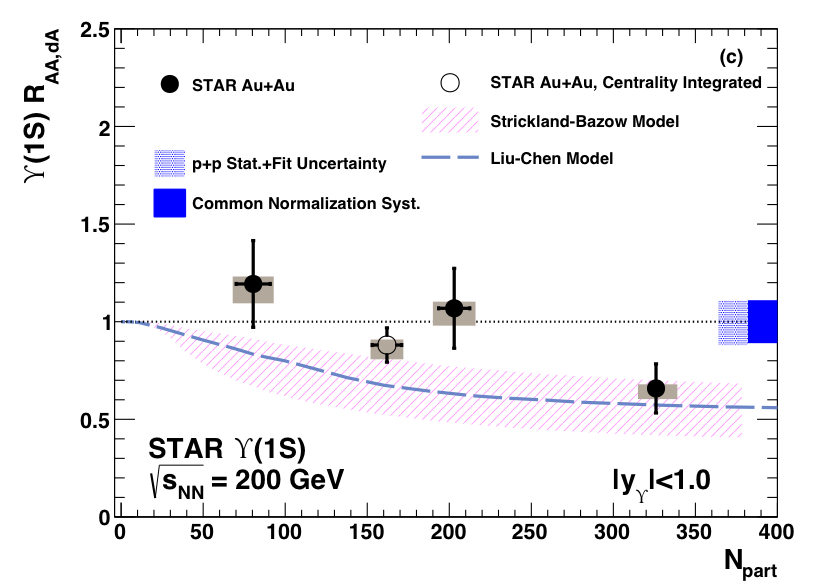 (c)
STAR Au+Au
STAR Au+Au, Centrality Integrated
Strickland-Bazow Model
p+p Stat.+Fit Uncertainty
Liu-Chen Model
Common Normalization Syst.
ϒ(1S) R_AA,dA
2.5
2
1.5
1
0.5
0
STAR ϒ(1S)
√s_NN = 200 GeV
|y_ϒ|<1.0
0 50 100 150 200 250 300 350 400
N_part